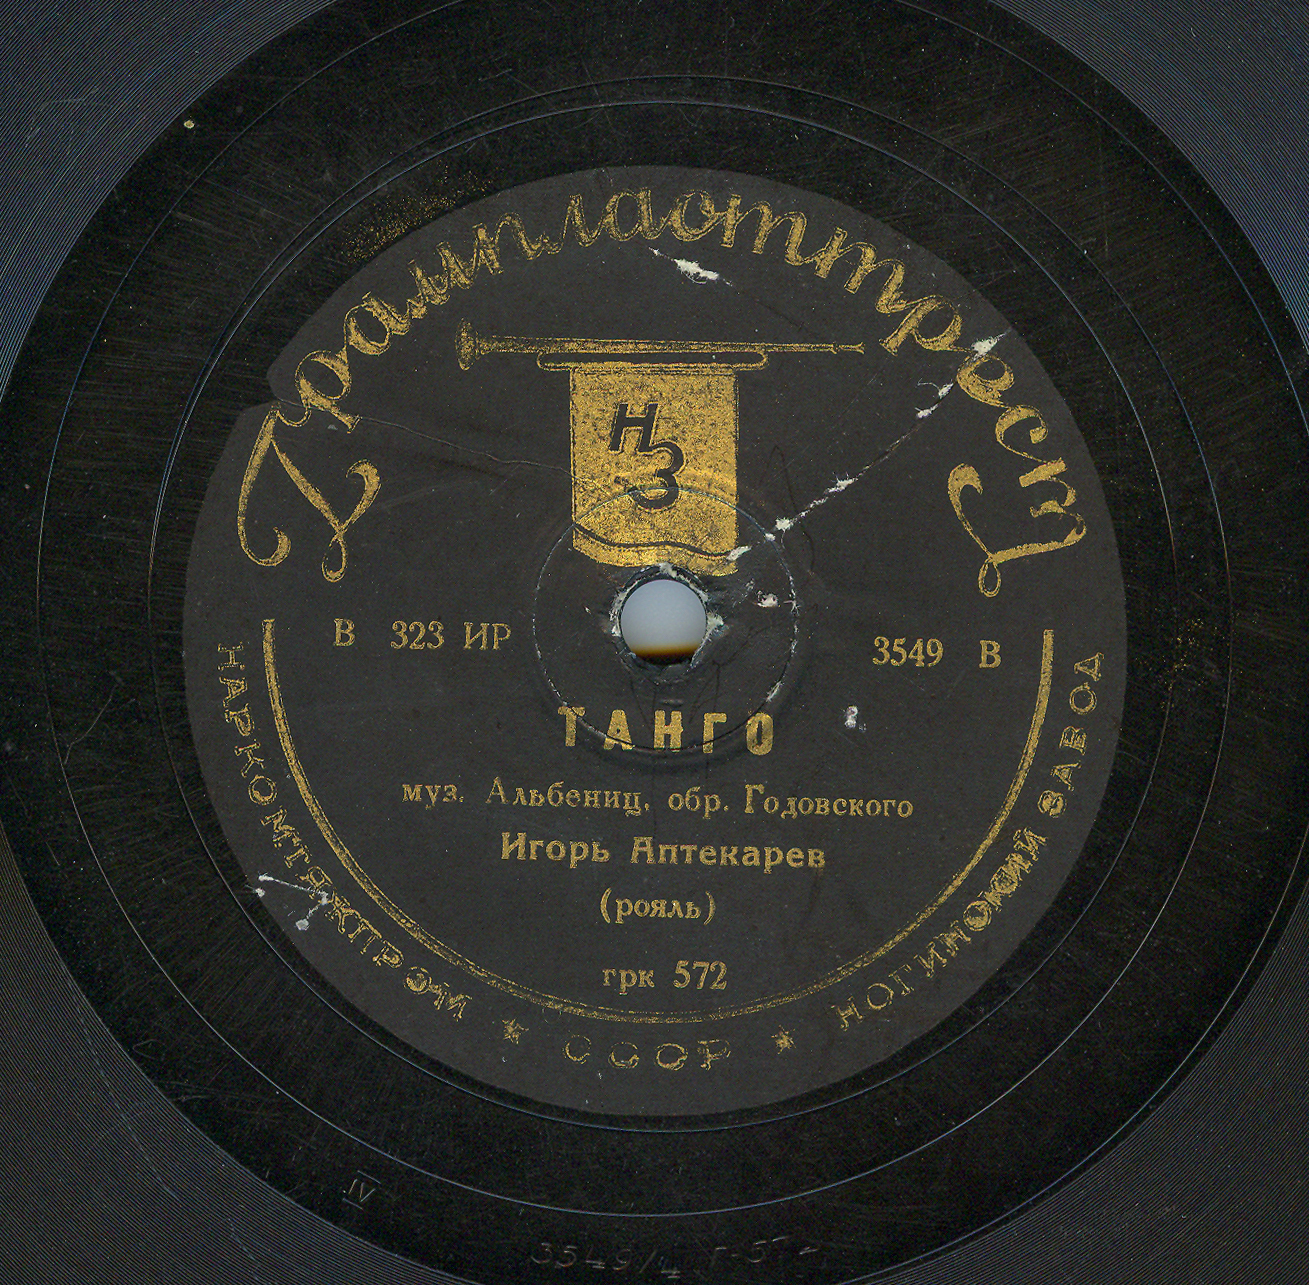 Грампласттрест
НЗ
В 323 ИР
3549 В
ТАНГО
муз. Альбениц, обр. Годовского
Игорь Аптекарев
(рояль)
грк 572
НАРКОМТЯЖПРОМ ★ СССР ★ НОГИНСКИЙ ЗАВОД
IV